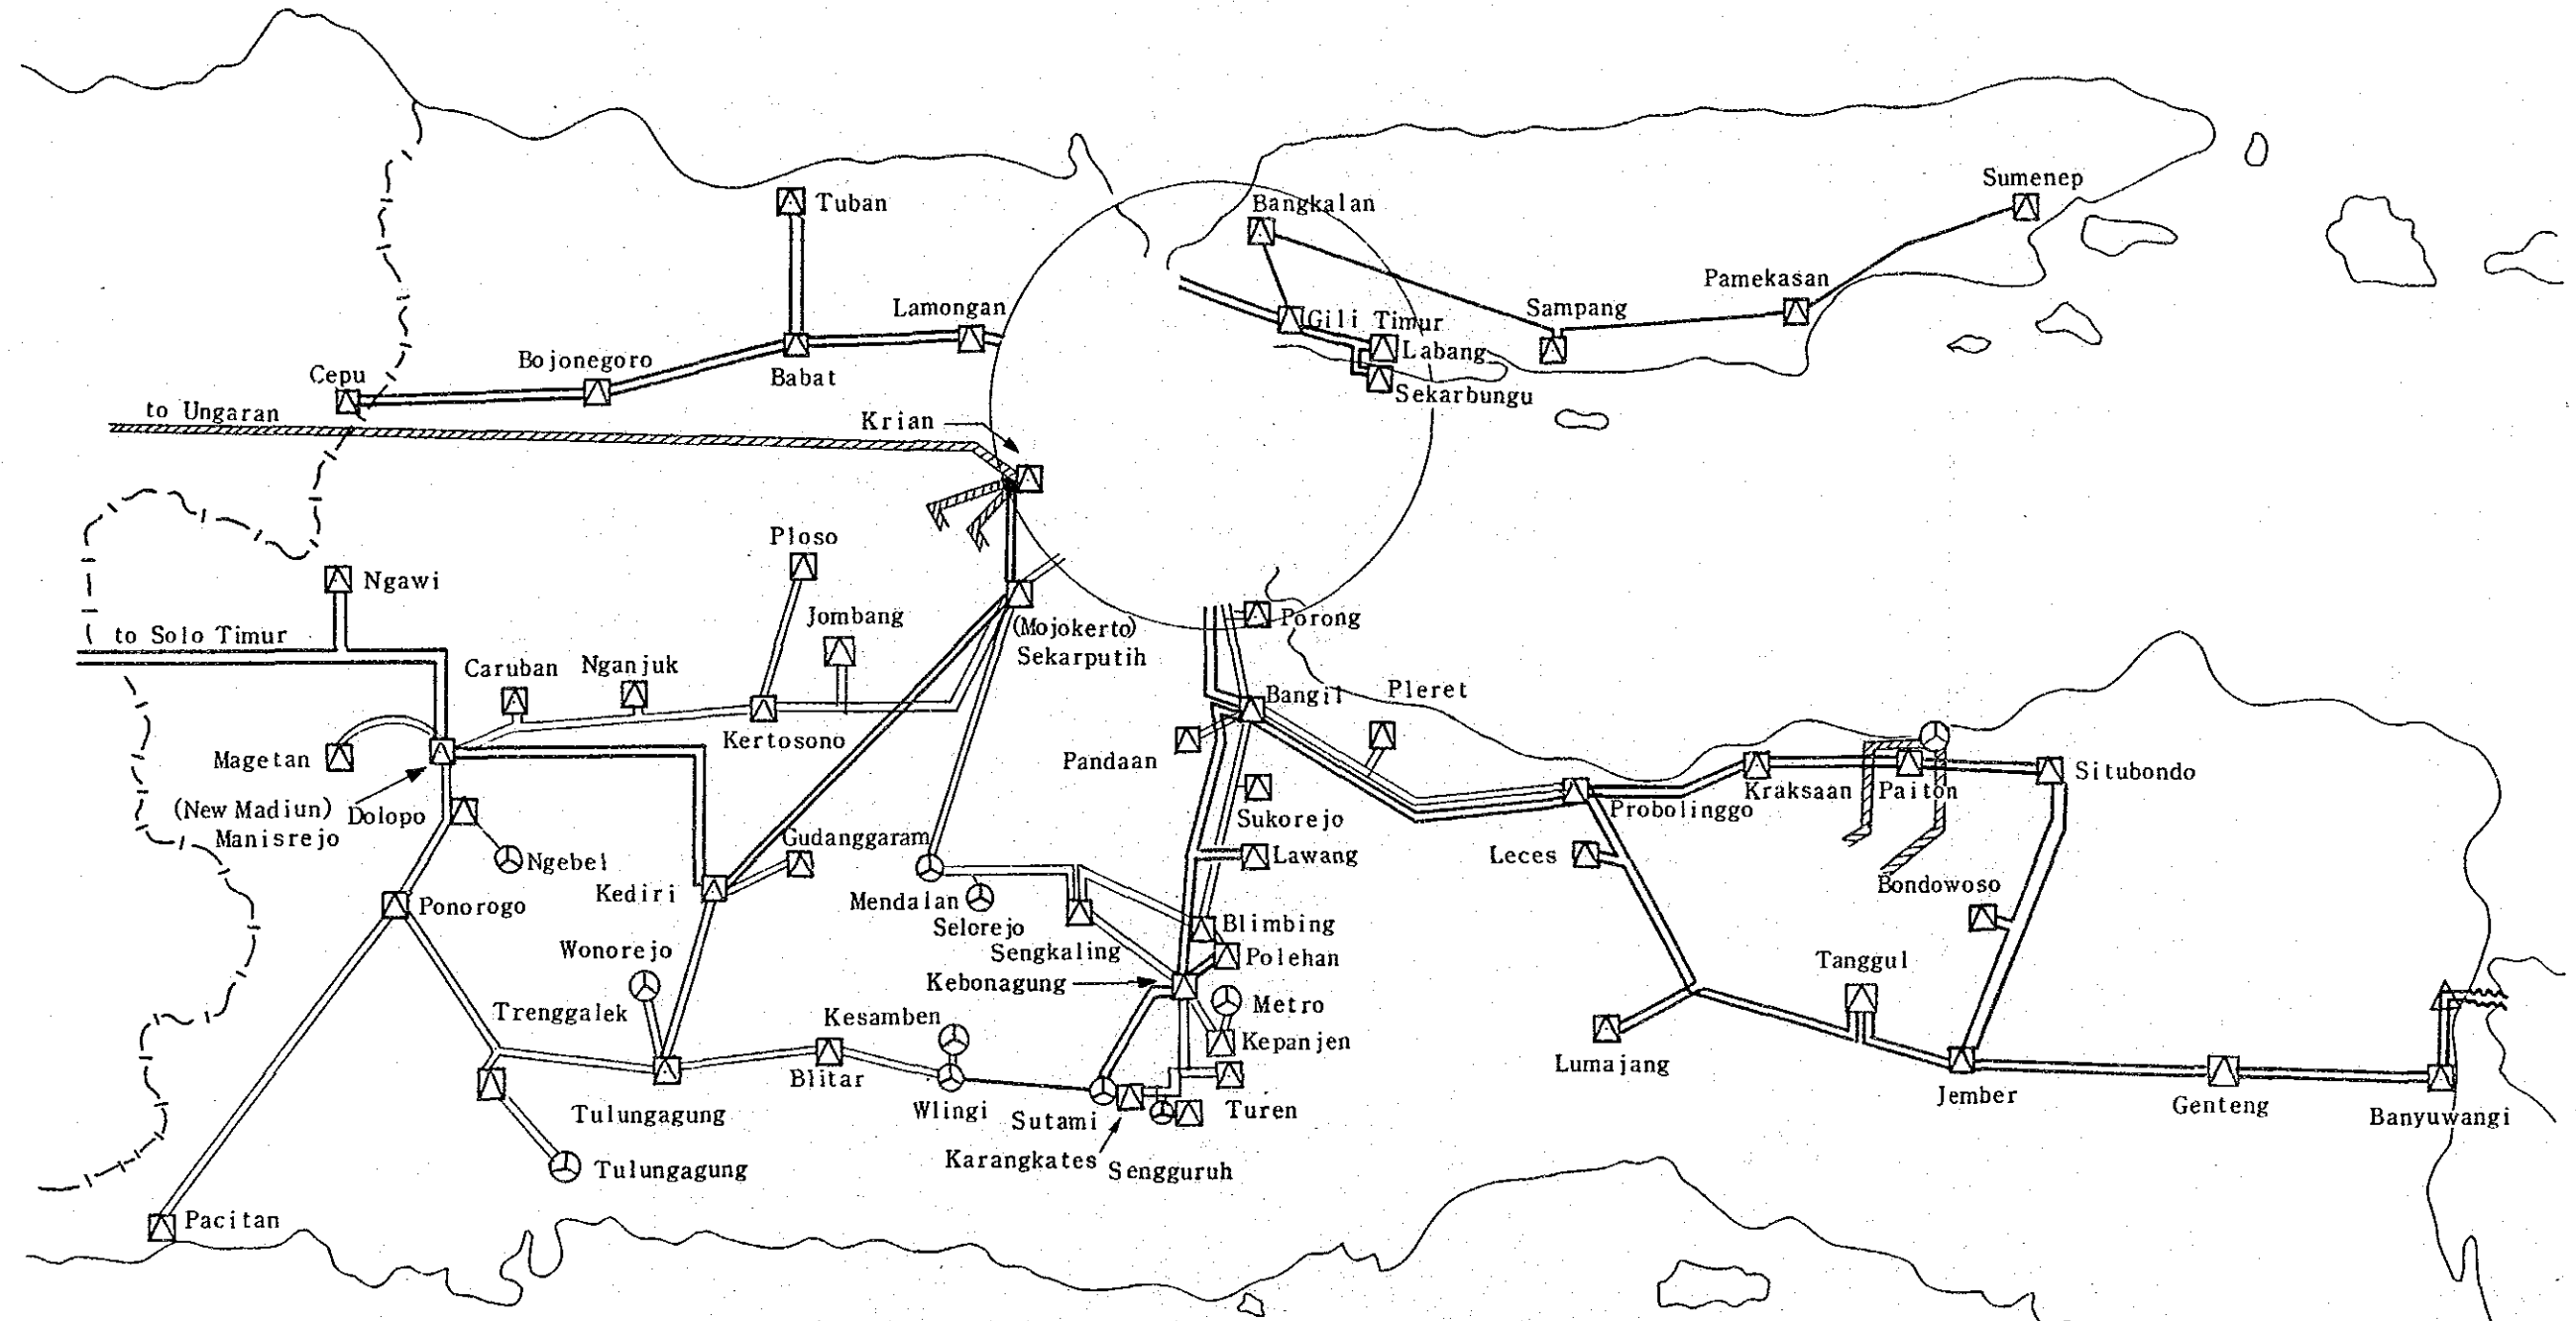 Sumenep
Tuban
Bangkalan
Pamekasan
Lamongan
Sampang
Gili Timur
Bojonegoro
Labang
Cepu
Babat
Sekarbungu
to Ungaran
Krian
Ploso
Ngawi
Jombang
Porong
(Mojokerto)
Sekarputih
to Solo Timur
Caruban
Nganjuk
Bangil
Pleret
Kertosono
Magetan
Pandaan
Situbondo
Kraksaan
Paiton
(New Madiun)
Manisrejo
Dolopo
Probolinggo
Sukorejo
Gudanggaram
Lawang
Leces
Ngebel
Kediri
Mendalan
Bondowoso
Ponorogo
Selorejo
Blimbing
Sengkaling
Wonorejo
Polehan
Tanggul
Kebonagung
Metro
Trenggalek
Kesamben
Kepanjen
Lumajang
Blitar
Jember
Genteng
Tulungagung
Wlingi
Sutami
Turen
Banyuwangi
Karangkates
Sengguruh
Tulungagung
Pacitan